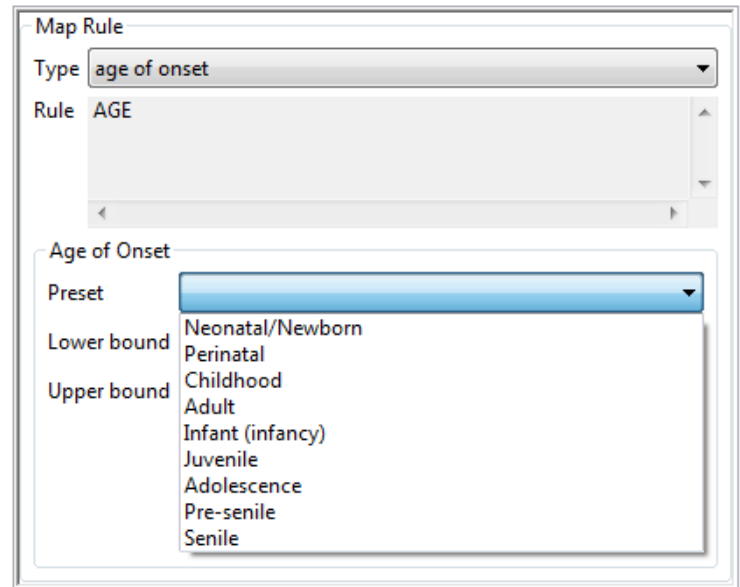 Map Rule
Type age of onset
Rule AGE
Age of Onset
Preset
Neonatal/Newborn
Lower bound
Perinatal
Childhood
Upper bound
Adult
Infant (infancy)
Juvenile
Adolescence
Pre-senile
Senile